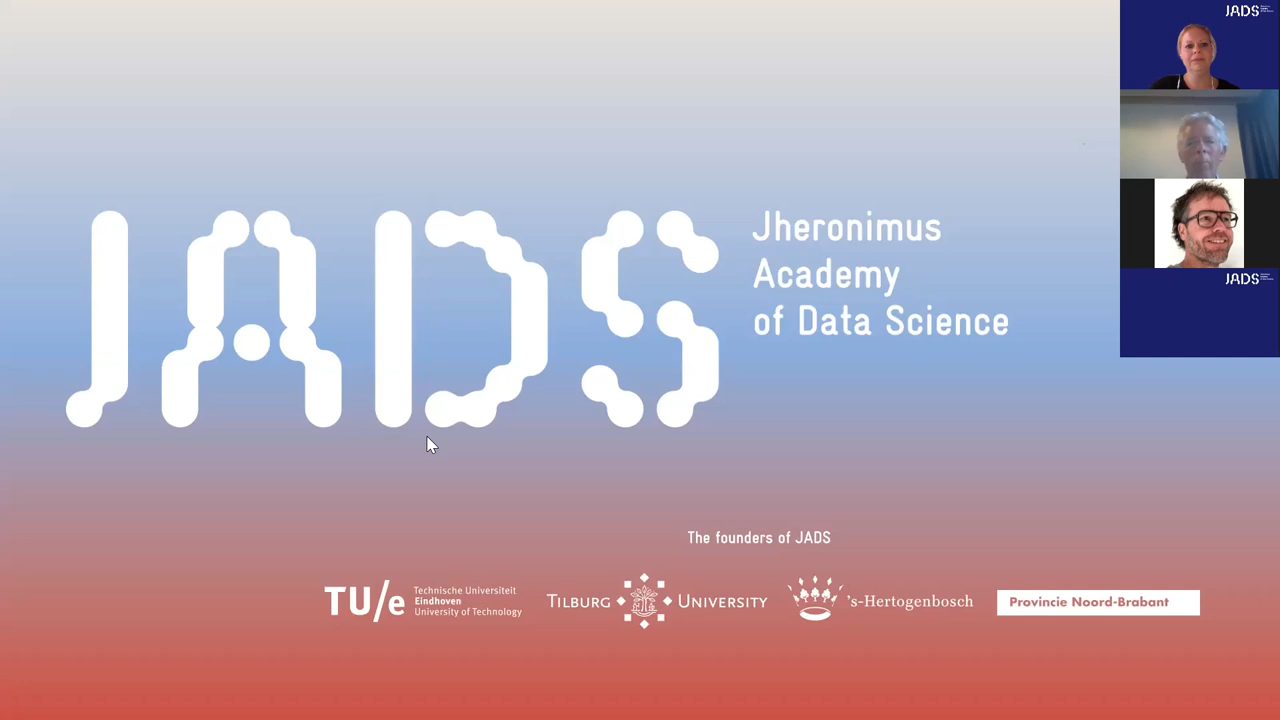 JADS
Jheronimus
Academy
of Data Science
The founders of JADS
TU/e
Technische Universiteit
Eindhoven
University of Technology
TILBURG UNIVERSITY
's-Hertogenbosch
Provincie Noord-Brabant
JADS
JADS